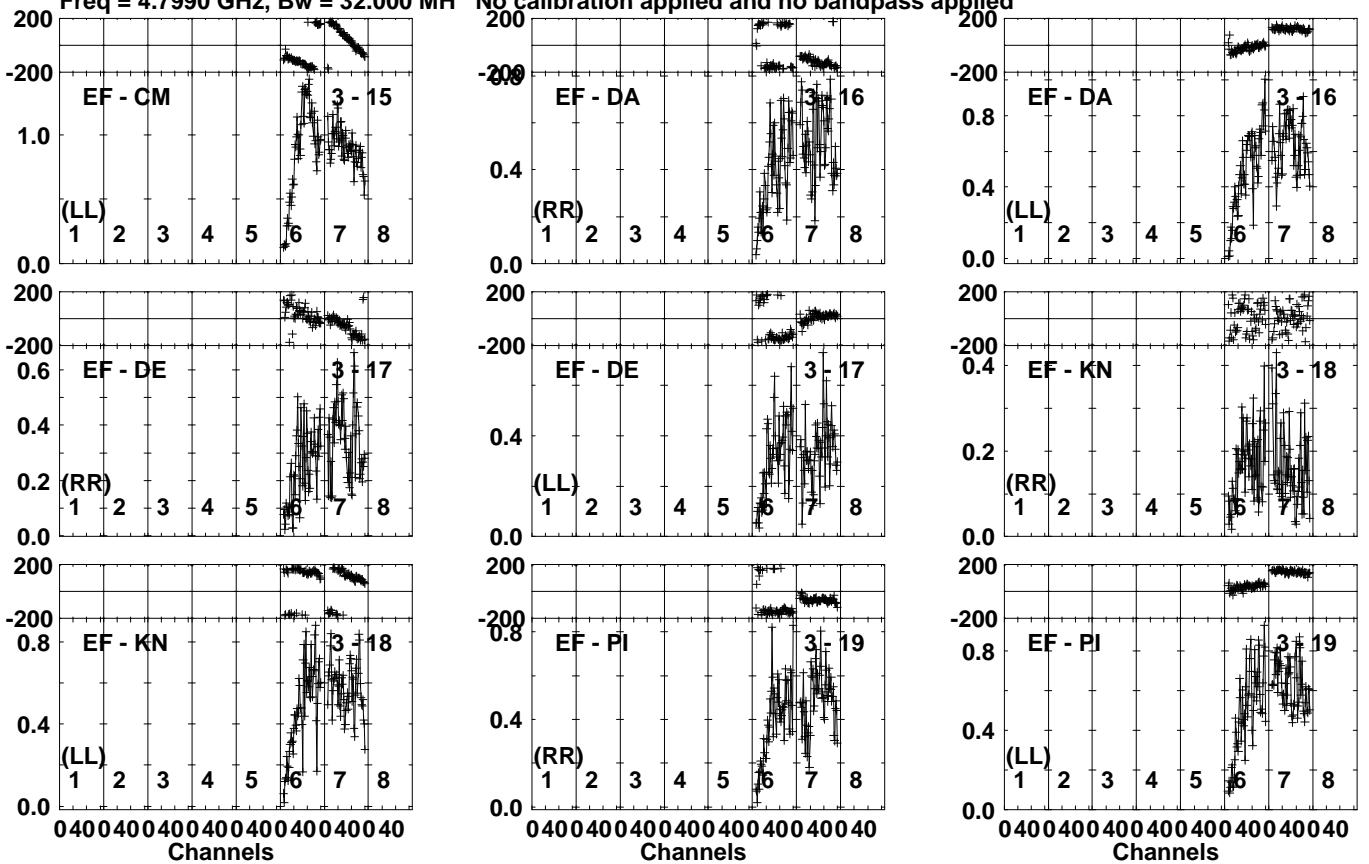 Freq = 4.7990 GHz, Bw = 32.000 MH No calibration applied and no bandpass applied
200 200 200
-200 -200 -200
0.8
EF - CM 3 - 15 EF - DA 3 - 16 EF - DA 3 - 16
0.8
1.0
0.4 0.4
(LL) (RR) (LL)
1 2 3 4 5 6 7 8 1 2 3 4 5 6 7 8 1 2 3 4 5 6 7 8
0.0 0.0 0.0
200 200 200
-200 -200 -200
0.6 EF - DE 3 - 17 EF - DE 3 - 17 0.4 EF - KN 3 - 18
0.4 0.4
0.2 0.2
(RR) (LL) (RR)
1 2 3 4 5 6 7 8 1 2 3 4 5 6 7 8 1 2 3 4 5 6 7 8
0.0 0.0 0.0
200 200 200
-200 -200 -200
0.8 EF - KN 3 - 18 0.8 EF - PI 3 - 19 0.8 EF - PI 3 - 19
0.4 0.4 0.4
(LL) (RR) (LL)
1 2 3 4 5 6 7 8 1 2 3 4 5 6 7 8 1 2 3 4 5 6 7 8
0.0 0.0 0.0
0 40 0 40 0 40 0 40 0 40 0 40 0 40 0 40 0 40 0 40 0 40 0 40 0 40 0 40 0 40 0 40 0 40 0 40 0 40 0 40 0 40 0 40 0 40 0 40
Channels Channels Channels